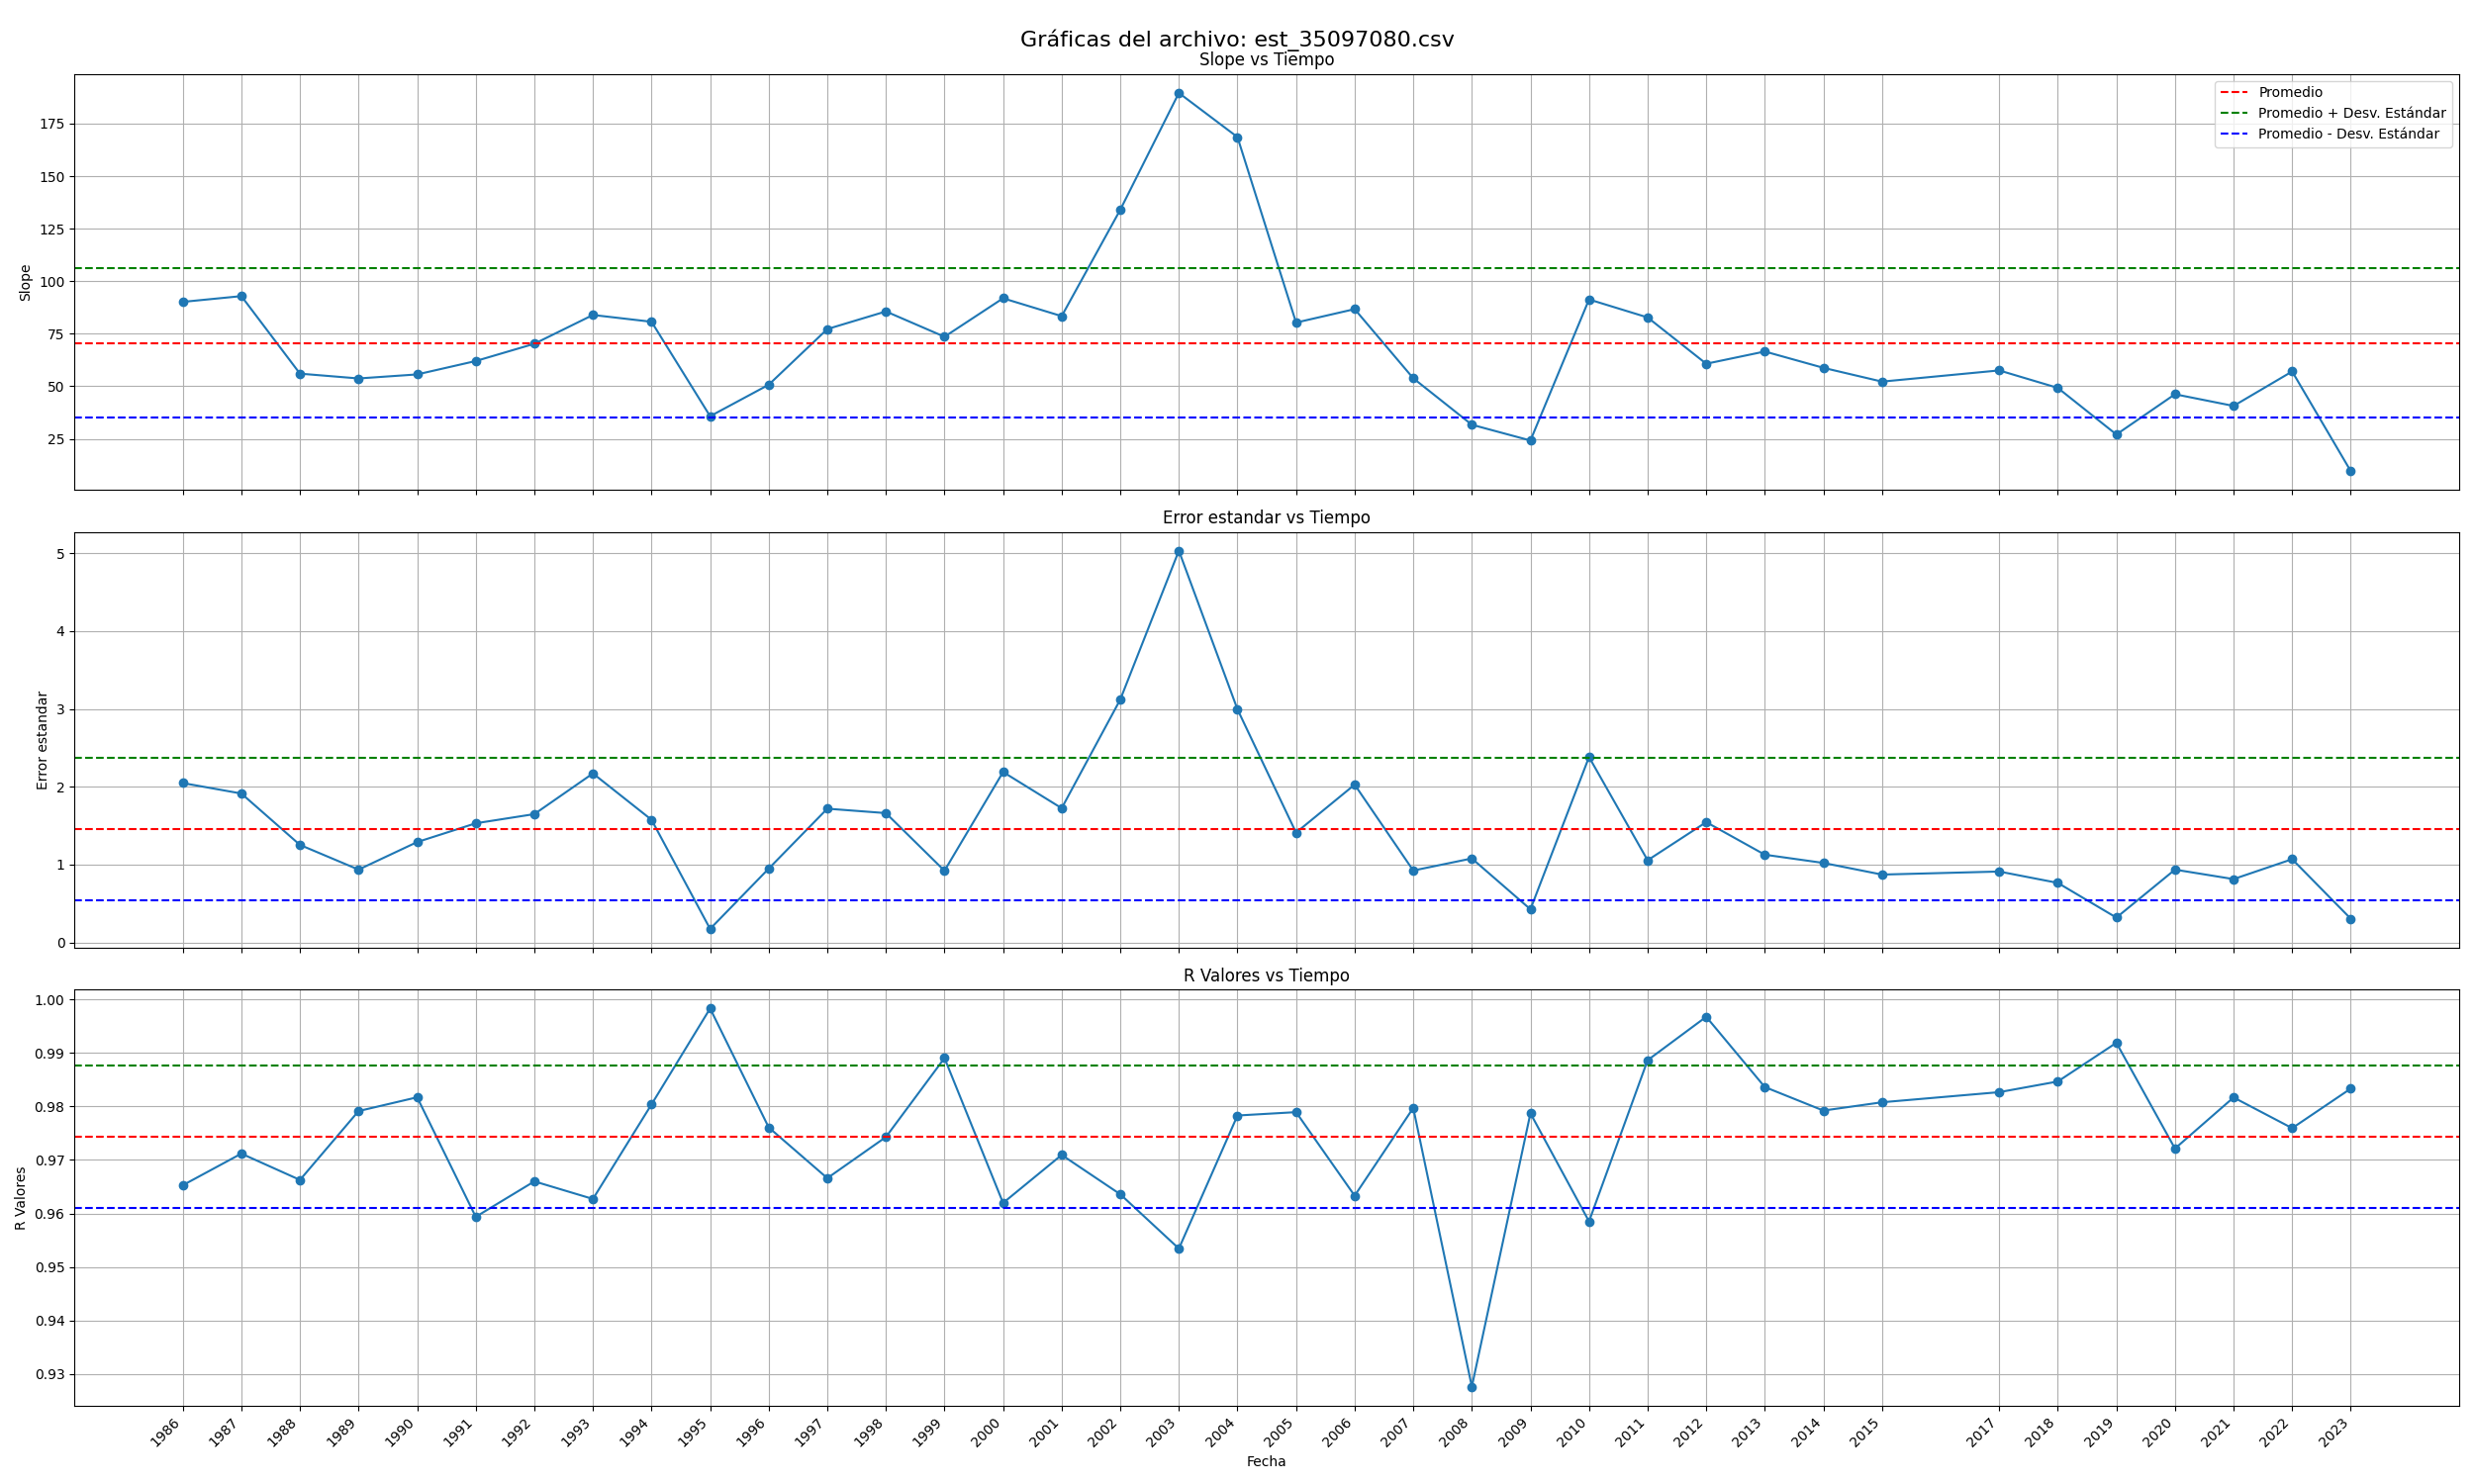 Gráficas del archivo: est_35097080.csv
Slope vs Tiempo
Promedio
Promedio + Desv. Estándar
Promedio - Desv. Estándar
175
150
125
100
75
50
25
Slope
Error estandar vs Tiempo
5
4
3
2
1
0
Error estandar
R Valores vs Tiempo
1.00
0.99
0.98
0.97
0.96
0.95
0.94
0.93
R Valores
1986 1987 1988 1989 1990 1991 1992 1993 1994 1995 1996 1997 1998 1999 2000 2001 2002 2003 2004 2005 2006 2007 2008 2009 2010 2011 2012 2013 2014 2015 2017 2018 2019 2020 2021 2022 2023
Fecha